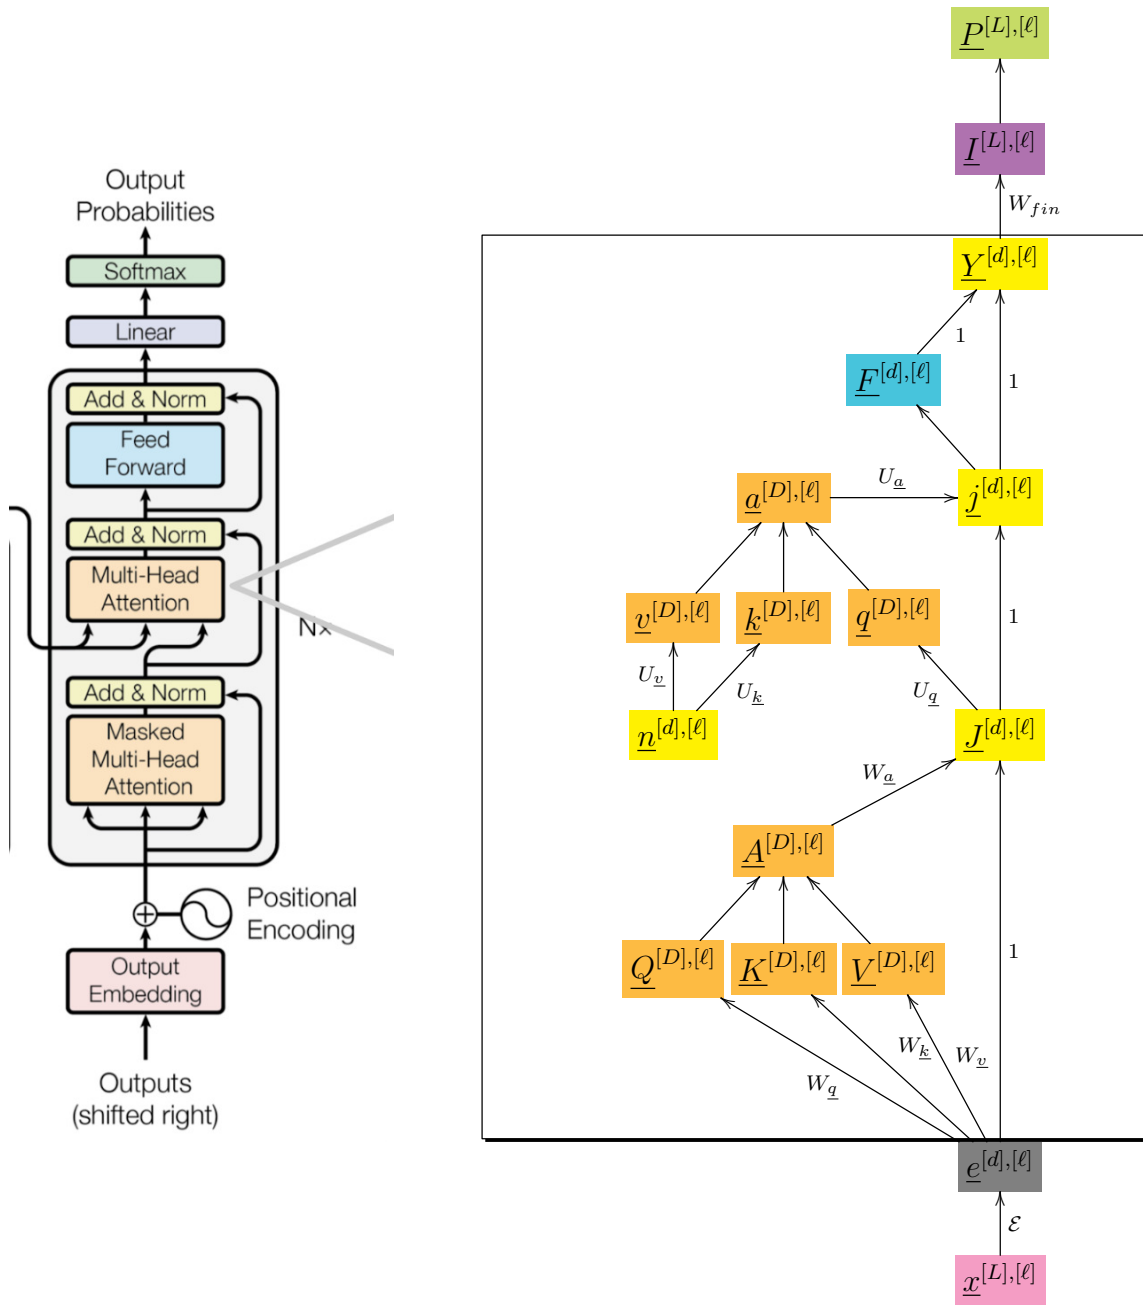 Output
Probabilities
Softmax
Linear
Add & Norm
Feed
Forward
Add & Norm
Multi-Head
Attention
N×
Add & Norm
Masked
Multi-Head
Attention
Positional
Encoding
Output
Embedding
Outputs
(shifted right)
P^{[L],[ℓ]}
I^{[L],[ℓ]}
W_{fin}
Y^{[d],[ℓ]}
1
F^{[d],[ℓ]}
1
a^{[D],[ℓ]}
U_a
j^{[d],[ℓ]}
v^{[D],[ℓ]}
k^{[D],[ℓ]}
q^{[D],[ℓ]}
1
U_v
U_k
U_q
n^{[d],[ℓ]}
J^{[d],[ℓ]}
W_a
A^{[D],[ℓ]}
Q^{[D],[ℓ]}
K^{[D],[ℓ]}
V^{[D],[ℓ]}
1
W_q
W_k
W_v
e^{[d],[ℓ]}
ℰ
x^{[L],[ℓ]}